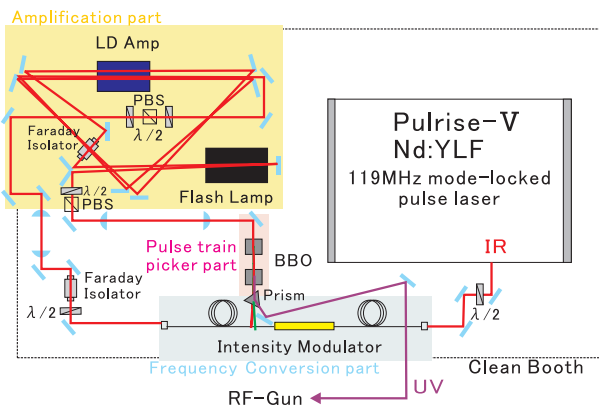 Amplification part
LD Amp
PBS
λ/2
Faraday
Isolator
Flash Lamp
λ/2
PBS
Pulrise-V
Nd:YLF
119MHz mode-locked
pulse laser
IR
Pulse train
picker part
BBO
Prism
Faraday
Isolator
λ/2
λ/2
Intensity Modulator
Frequency Conversion part
Clean Booth
UV
RF-Gun